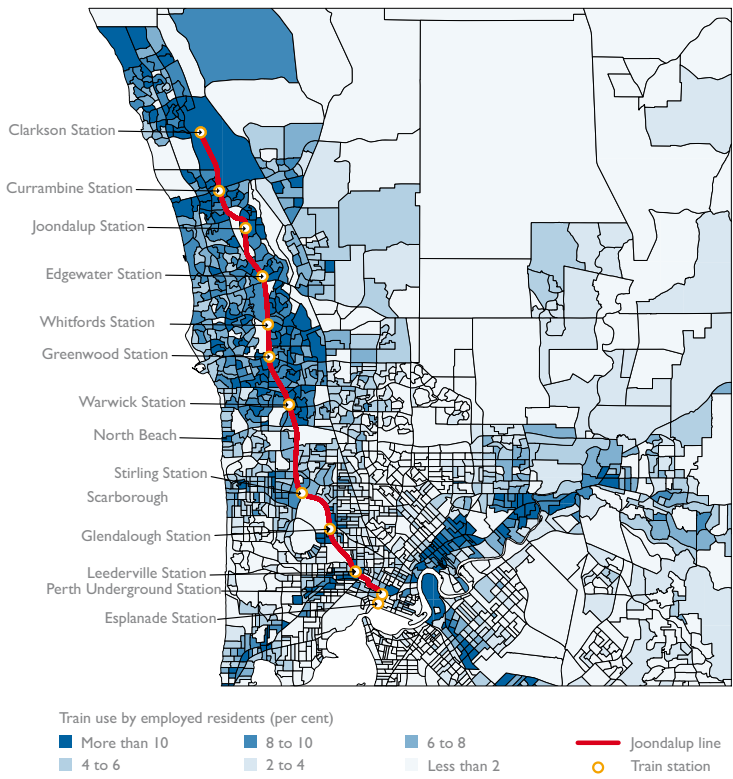 Clarkson Station
Currambine Station
Joondalup Station
Edgewater Station
Whitfords Station
Greenwood Station
Warwick Station
North Beach
Stirling Station
Scarborough
Glendalough Station
Leederville Station
Perth Underground Station
Esplanade Station
Train use by employed residents (per cent)
More than 10
8 to 10
6 to 8
Joondalup line
4 to 6
2 to 4
Less than 2
Train station